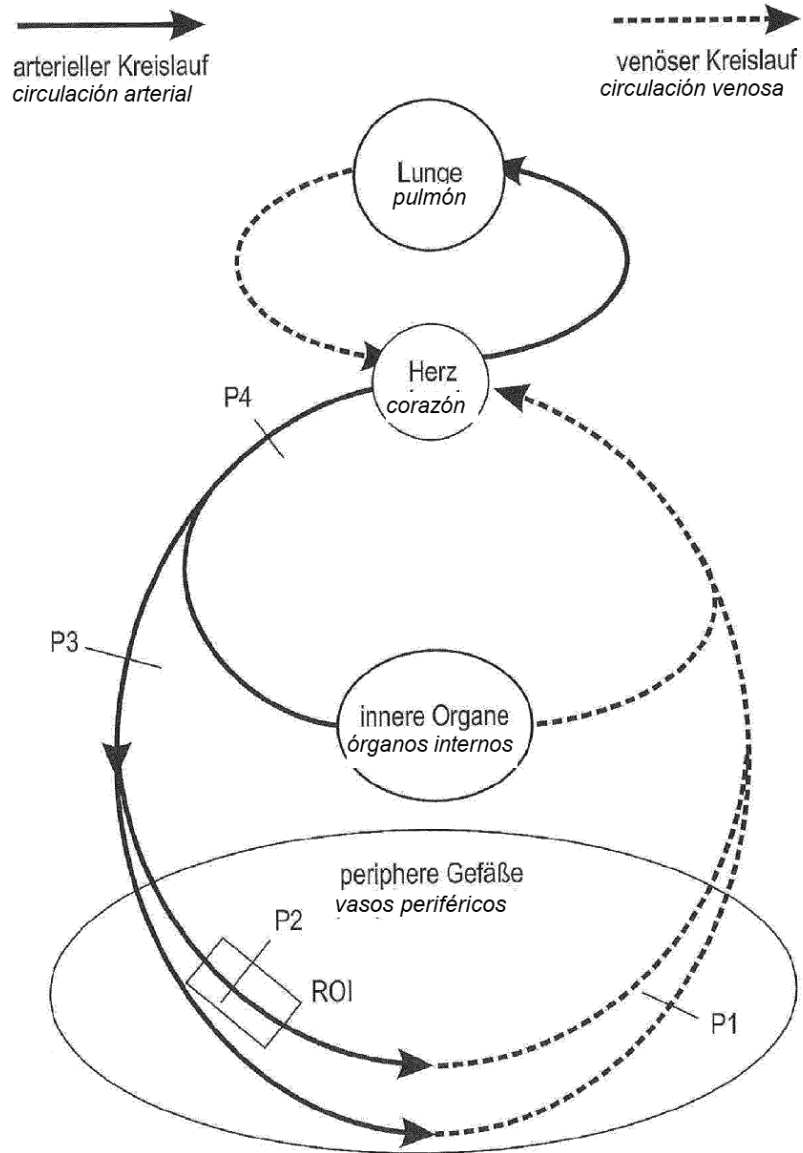 arterieller Kreislauf
circulación arterial
venöser Kreislauf
circulación venosa
Lunge
pulmón
Herz
corazón
P4
P3
innere Organe
órganos internos
periphere Gefäße
vasos periféricos
P2
ROI
P1